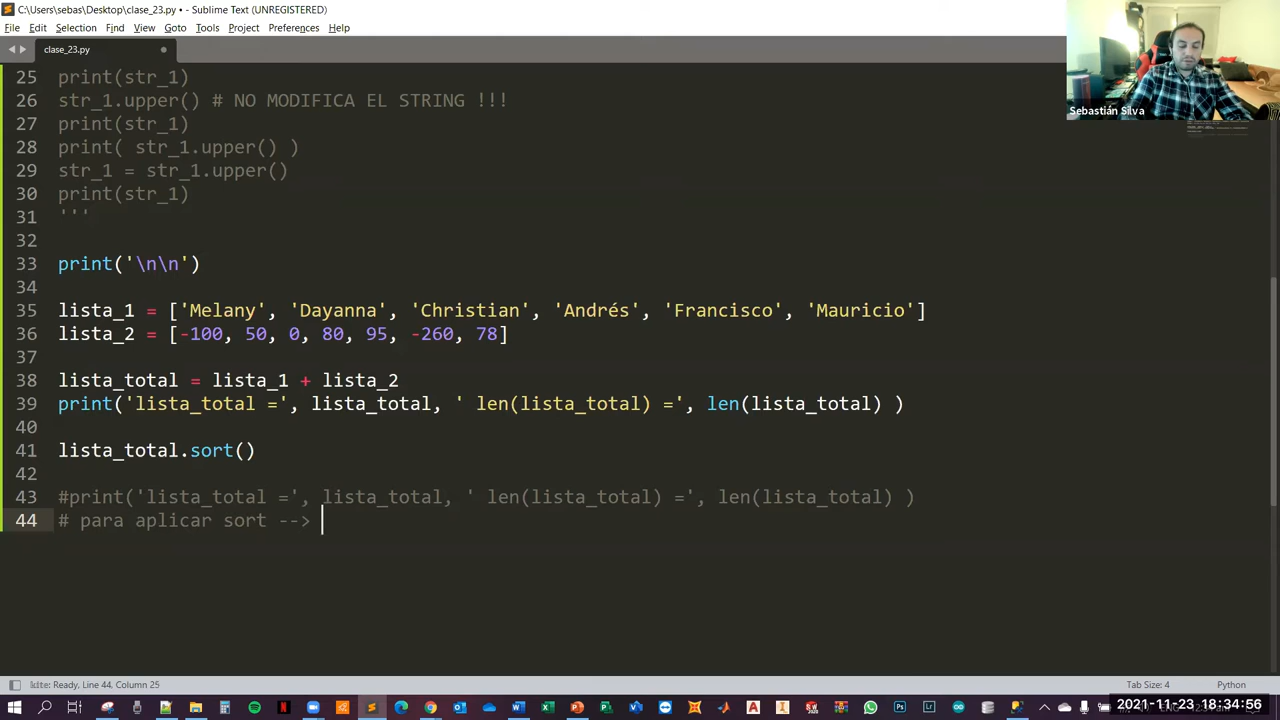 C:\Users\sebas\Desktop\clase_23.py • - Sublime Text (UNREGISTERED)
File Edit Selection Find View Goto Tools Project Preferences Help
clase_23.py
Sebastián Silva
25 print(str_1)
26 str_1.upper() # NO MODIFICA EL STRING !!!
27 print(str_1)
28 print( str_1.upper() )
29 str_1 = str_1.upper()
30 print(str_1)
31 '''
32
33 print('\n\n')
34
35 lista_1 = ['Melany', 'Dayanna', 'Christian', 'Andrés', 'Francisco', 'Mauricio']
36 lista_2 = [-100, 50, 0, 80, 95, -260, 78]
37
38 lista_total = lista_1 + lista_2
39 print('lista_total =', lista_total, ' len(lista_total) =', len(lista_total) )
40
41 lista_total.sort()
42
43 #print('lista_total =', lista_total, ' len(lista_total) =', len(lista_total) )
44 # para aplicar sort -->
Ready, Line 44, Column 25 Tab Size: 4 Python
2021-11-23 18:34:56